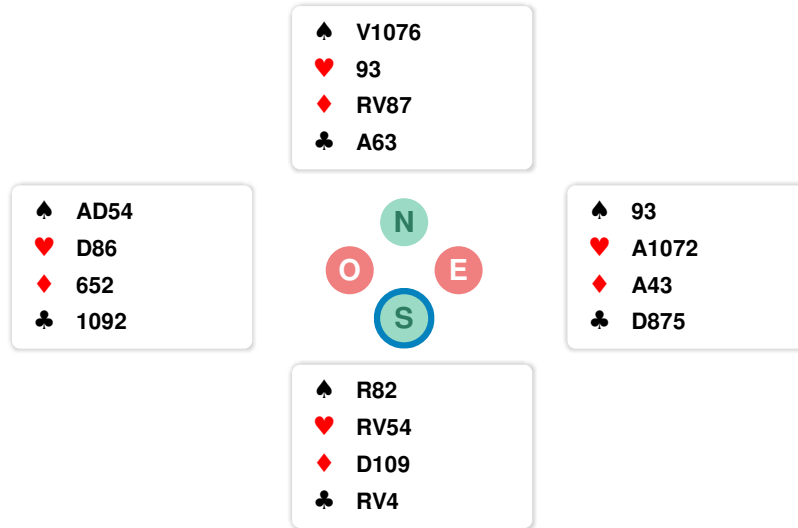 ♠ V1076
♥ 93
♦ RV87
♣ A63
♠ AD54
♥ D86
♦ 652
♣ 1092
N
O E
S
♠ 93
♥ A1072
♦ A43
♣ D875
♠ R82
♥ RV54
♦ D109
♣ RV4